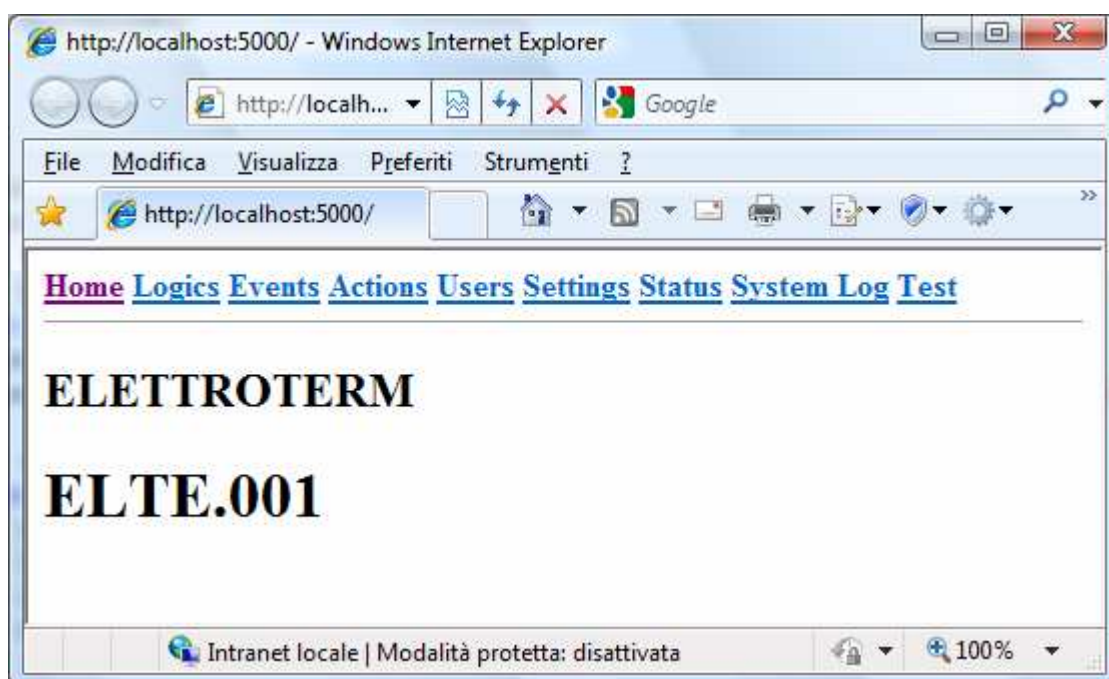 http://localhost:5000/ - Windows Internet Explorer
http://localh... Google
File Modifica Visualizza Preferiti Strumenti ?
http://localhost:5000/
Home Logics Events Actions Users Settings Status System Log Test
ELETTROTERM
ELTE.001
Intranet locale | Modalità protetta: disattivata 100%